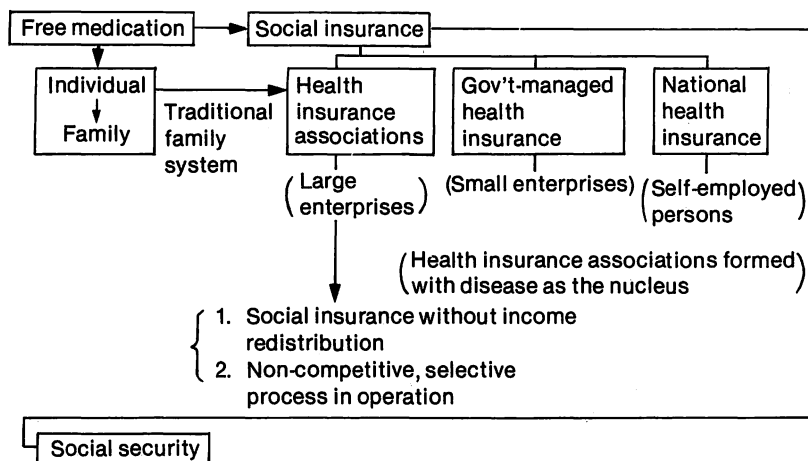 Free medication
Social insurance
Individual
Family
Traditional
family
system
Health
insurance
associations
Gov't-managed
health
insurance
National
health
insurance
(Large
enterprises)
(Small enterprises)
(Self-employed
persons)
(Health insurance associations formed
with disease as the nucleus)
1. Social insurance without income
redistribution
2. Non-competitive, selective
process in operation
Social security